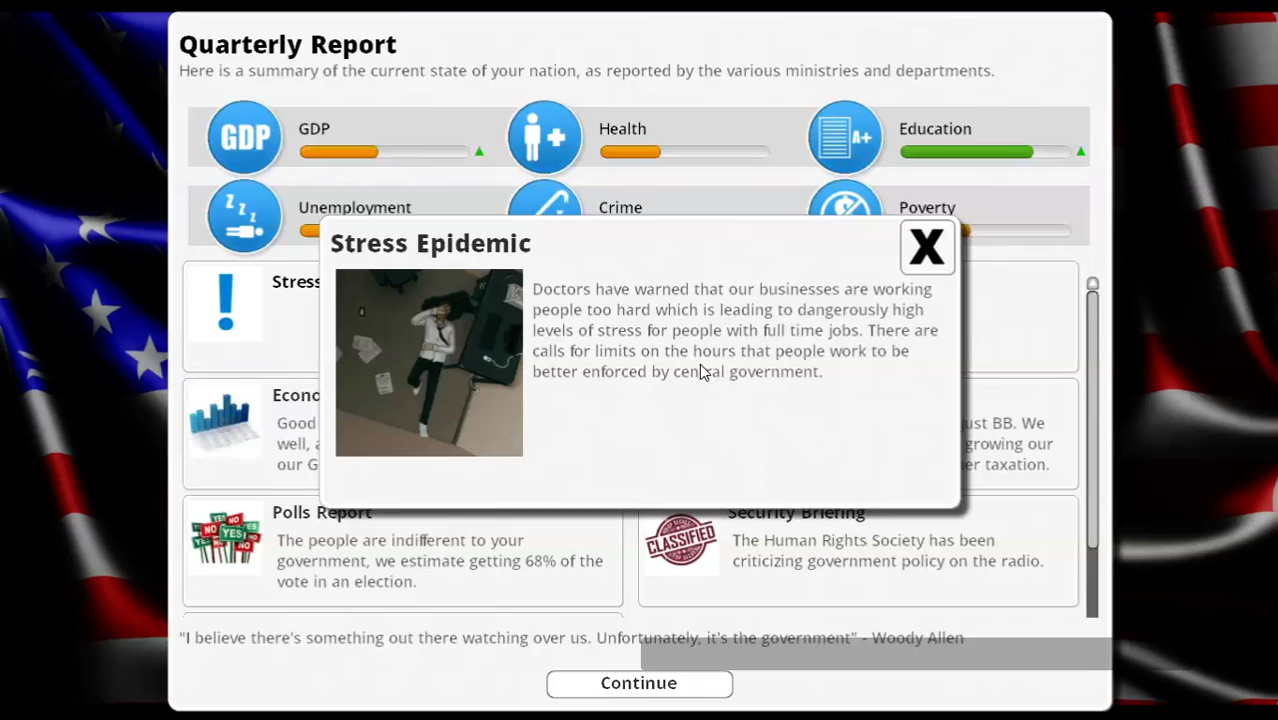 Quarterly Report
Here is a summary of the current state of your nation, as reported by the various ministries and departments.
GDP
GDP
Health
A+
Education
z z z
Unemployment
Crime
$
Poverty
Stress Epidemic
X
Doctors have warned that our businesses are working
people too hard which is leading to dangerously high
levels of stress for people with full time jobs. There are
calls for limits on the hours that people work to be
better enforced by central government.
!
Stress
Econo
Good
well, a
our G
ust BB. We
growing our
er taxation.
NO YES NO
YES
Polls Report
The people are indifferent to your
government, we estimate getting 68% of the
vote in an election.
CLASSIFIED
Security Briefing
The Human Rights Society has been
criticizing government policy on the radio.
"I believe there's something out there watching over us. Unfortunately, it's the government" - Woody Allen
Continue